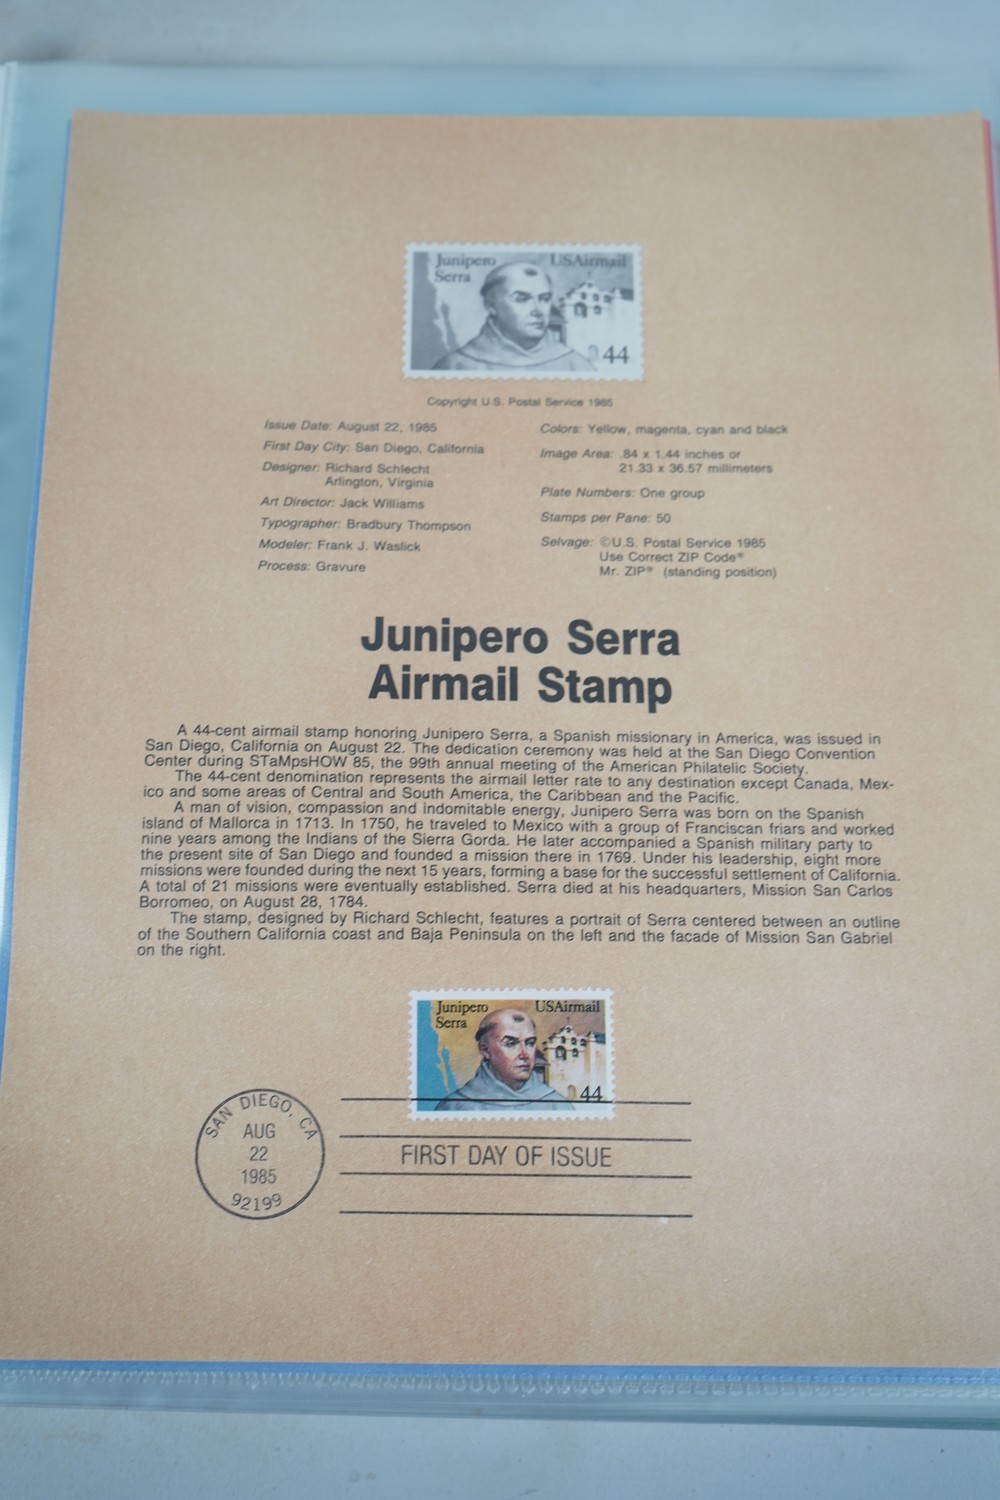 Junipero
Serra
USAirmail
44
Copyright U.S. Postal Service 1985
Issue Date: August 22, 1985
First Day City: San Diego, California
Designer: Richard Schlecht
Arlington, Virginia
Art Director: Jack Williams
Typographer: Bradbury Thompson
Modeler: Frank J. Waslick
Process: Gravure
Colors: Yellow, magenta, cyan and black
Image Area: .84 x 1.44 inches or
21.33 x 36.57 millimeters
Plate Numbers: One group
Stamps per Pane: 50
Selvage: ©U.S. Postal Service 1985
Use Correct ZIP Code®
Mr. ZIP® (standing position)
Junipero Serra
Airmail Stamp
A 44-cent airmail stamp honoring Junipero Serra, a Spanish missionary in America, was issued in
San Diego, California on August 22. The dedication ceremony was held at the San Diego Convention
Center during STaMpsHOW 85, the 99th annual meeting of the American Philatelic Society.
The 44-cent denomination represents the airmail letter rate to any destination except Canada, Mex-
ico and some areas of Central and South America, the Caribbean and the Pacific.
A man of vision, compassion and indomitable energy, Junipero Serra was born on the Spanish
island of Mallorca in 1713. In 1750, he traveled to Mexico with a group of Franciscan friars and worked
nine years among the Indians of the Sierra Gorda. He later accompanied a Spanish military party to
the present site of San Diego and founded a mission there in 1769. Under his leadership, eight more
missions were founded during the next 15 years, forming a base for the successful settlement of California.
A total of 21 missions were eventually established. Serra died at his headquarters, Mission San Carlos
Borromeo, on August 28, 1784.
The stamp, designed by Richard Schlecht, features a portrait of Serra centered between an outline
of the Southern California coast and Baja Peninsula on the left and the facade of Mission San Gabriel
on the right.
Junipero
Serra
USAirmail
44
SAN DIEGO, CA
AUG
22
1985
92199
FIRST DAY OF ISSUE